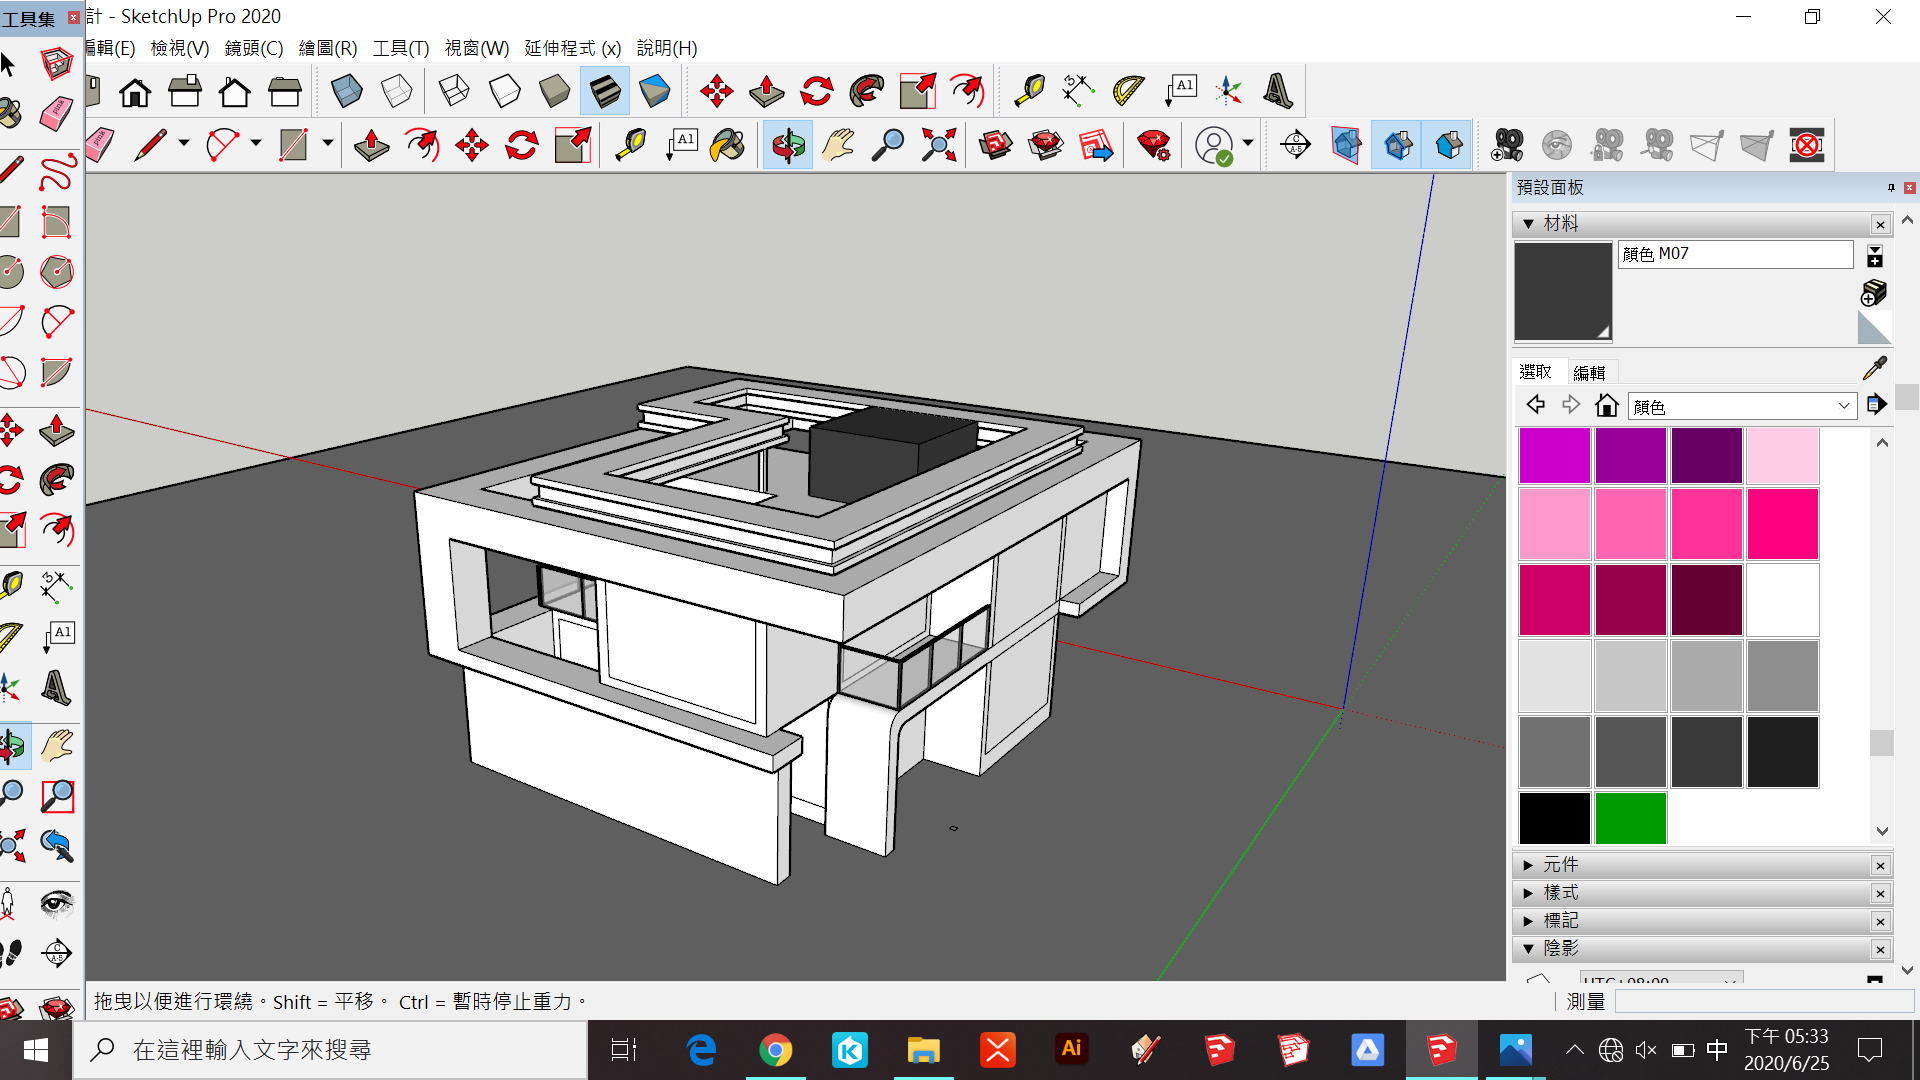 工具集
計 - SketchUp Pro 2020
編輯(E) 檢視(V) 鏡頭(C) 繪圖(R) 工具(T) 視窗(W) 延伸程式 (x) 說明(H)
A1
A1
預設面板
材料
顏色 M07
選取
編輯
顏色
A1
元件
樣式
標記
陰影
UTC+08:00
拖曳以便進行環繞。Shift = 平移。 Ctrl = 暫時停止重力。
測量
在這裡輸入文字來搜尋
Ai
中
下午 05:33
2020/6/25